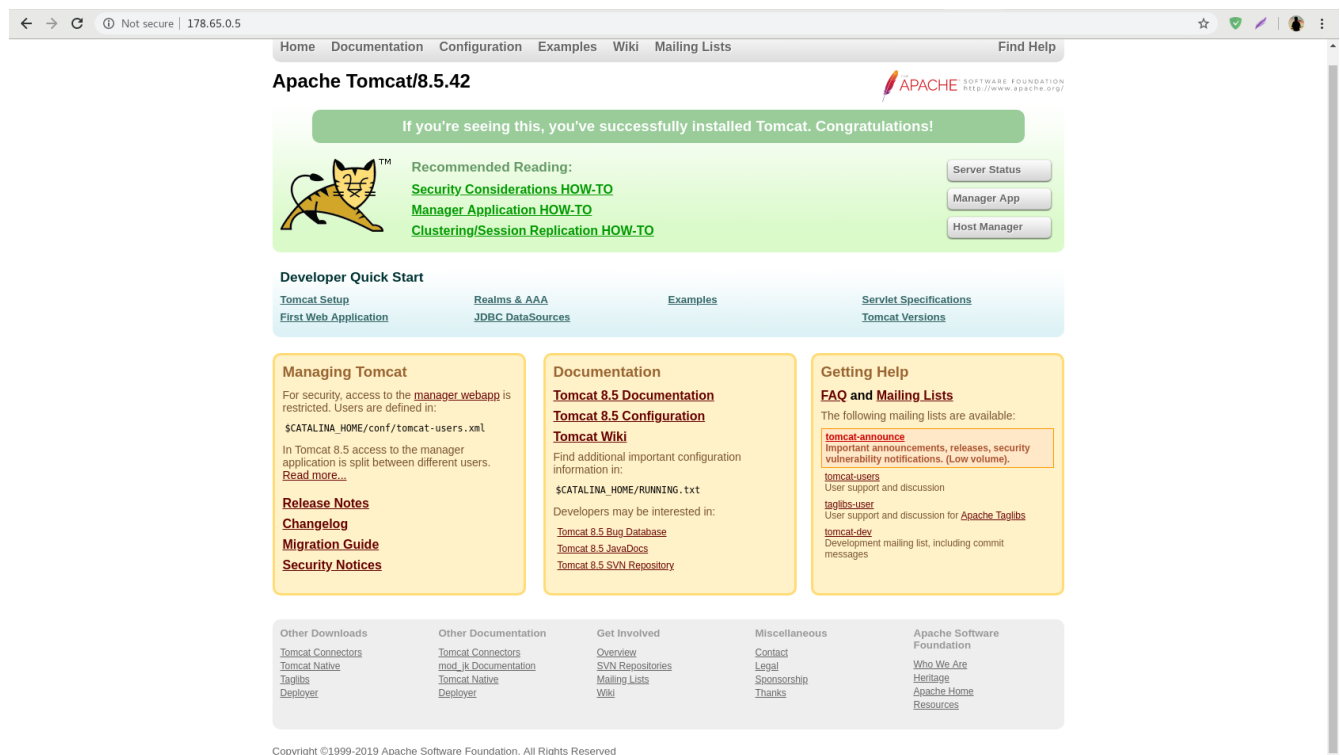 Not secure 178.65.0.5
Home Documentation Configuration Examples Wiki Mailing Lists Find Help
Apache Tomcat/8.5.42
APACHE SOFTWARE FOUNDATION
http://www.apache.org/
If you're seeing this, you've successfully installed Tomcat. Congratulations!
TM
Recommended Reading:
Security Considerations HOW-TO
Manager Application HOW-TO
Clustering/Session Replication HOW-TO
Server Status
Manager App
Host Manager
Developer Quick Start
Tomcat Setup
First Web Application
Realms & AAA
JDBC DataSources
Examples
Servlet Specifications
Tomcat Versions
Managing Tomcat
For security, access to the manager webapp is
restricted. Users are defined in:
$CATALINA_HOME/conf/tomcat-users.xml
In Tomcat 8.5 access to the manager
application is split between different users.
Read more...
Release Notes
Changelog
Migration Guide
Security Notices
Documentation
Tomcat 8.5 Documentation
Tomcat 8.5 Configuration
Tomcat Wiki
Find additional important configuration
information in:
$CATALINA_HOME/RUNNING.txt
Developers may be interested in:
Tomcat 8.5 Bug Database
Tomcat 8.5 JavaDocs
Tomcat 8.5 SVN Repository
Getting Help
FAQ and Mailing Lists
The following mailing lists are available:
tomcat-announce
Important announcements, releases, security
vulnerability notifications. (Low volume).
tomcat-users
User support and discussion
taglibs-user
User support and discussion for Apache Taglibs
tomcat-dev
Development mailing list, including commit
messages
Other Downloads
Tomcat Connectors
Tomcat Native
Taglibs
Deployer
Other Documentation
Tomcat Connectors
mod_jk Documentation
Tomcat Native
Deployer
Get Involved
Overview
SVN Repositories
Mailing Lists
Wiki
Miscellaneous
Contact
Legal
Sponsorship
Thanks
Apache Software
Foundation
Who We Are
Heritage
Apache Home
Resources
Copyright ©1999-2019 Apache Software Foundation. All Rights Reserved